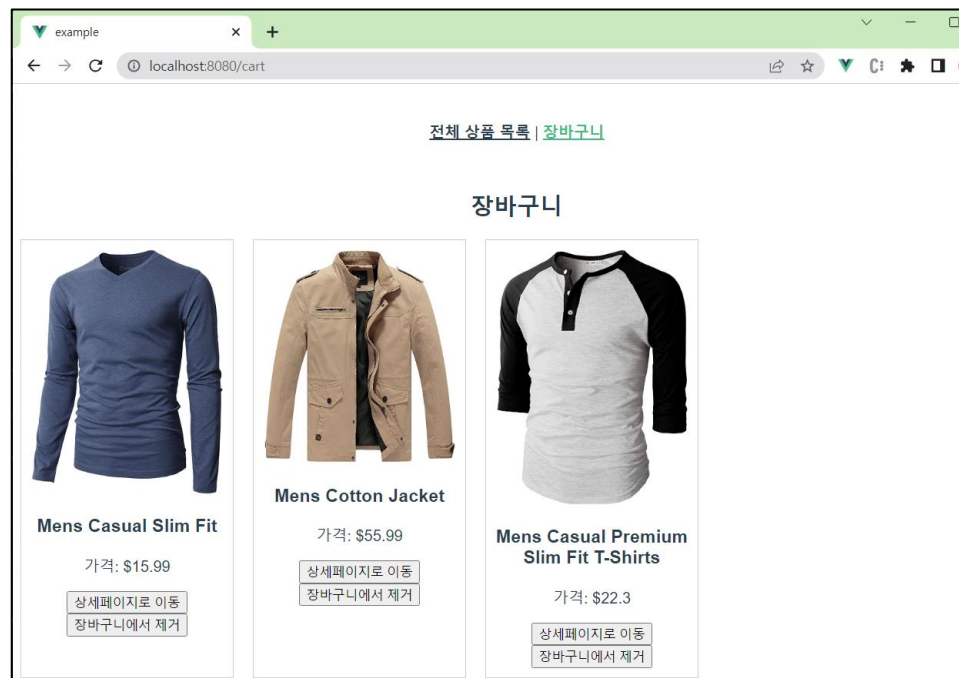 example
localhost:8080/cart
전체 상품 목록 | 장바구니
장바구니
Mens Casual Slim Fit
가격: $15.99
상세페이지로 이동
장바구니에서 제거
Mens Cotton Jacket
가격: $55.99
상세페이지로 이동
장바구니에서 제거
Mens Casual Premium
Slim Fit T-Shirts
가격: $22.3
상세페이지로 이동
장바구니에서 제거